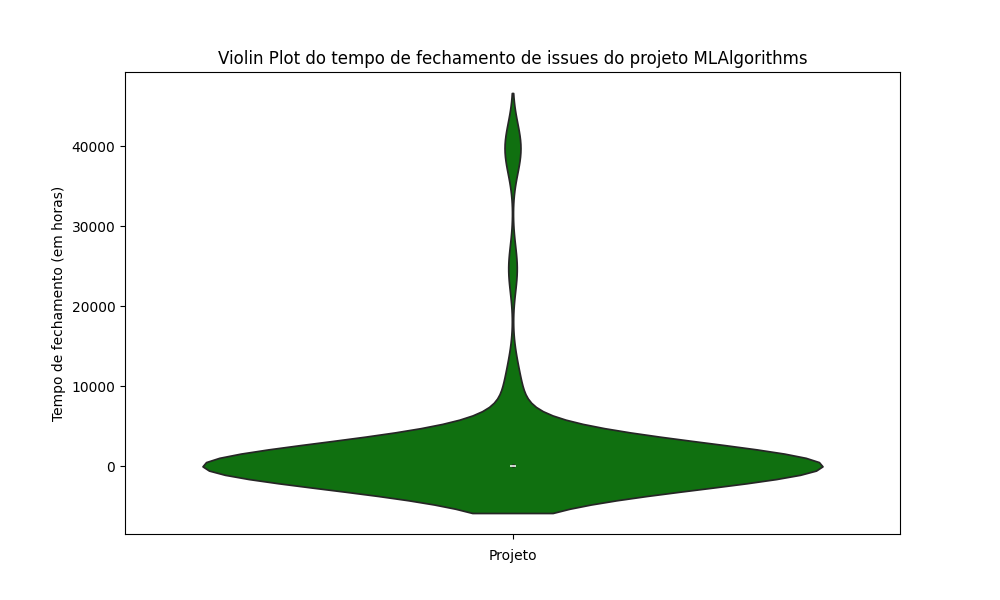 Violin Plot do tempo de fechamento de issues do projeto MLAlgorithms
Tempo de fechamento (em horas)
40000
30000
20000
10000
0
Projeto